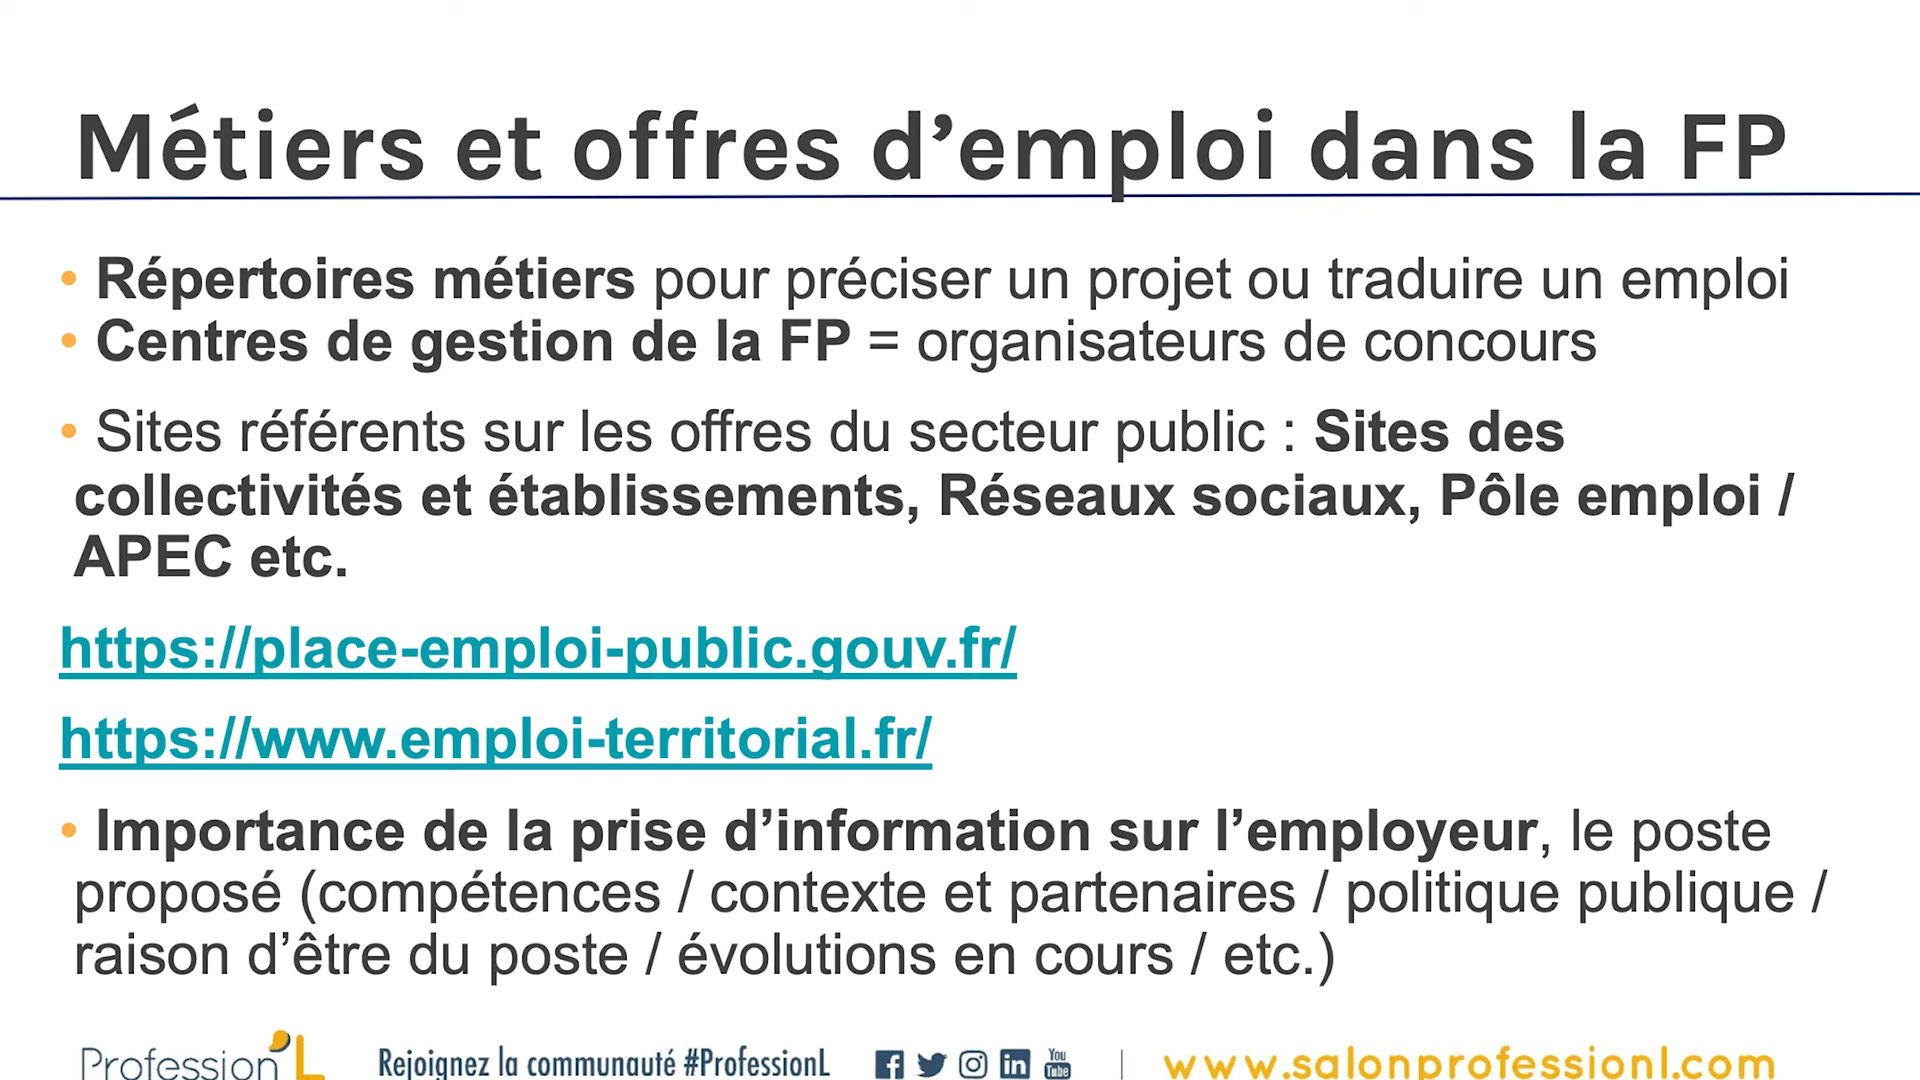 Métiers et offres d’emploi dans la FP
• Répertoires métiers pour préciser un projet ou traduire un emploi
• Centres de gestion de la FP = organisateurs de concours
• Sites référents sur les offres du secteur public : Sites des
collectivités et établissements, Réseaux sociaux, Pôle emploi /
APEC etc.
https://place-emploi-public.gouv.fr/
https://www.emploi-territorial.fr/
• Importance de la prise d’information sur l’employeur, le poste
proposé (compétences / contexte et partenaires / politique publique /
raison d’être du poste / évolutions en cours / etc.)
Profession'L Rejoignez la communauté #ProfessionL You Tube | www.salonprofessionl.com